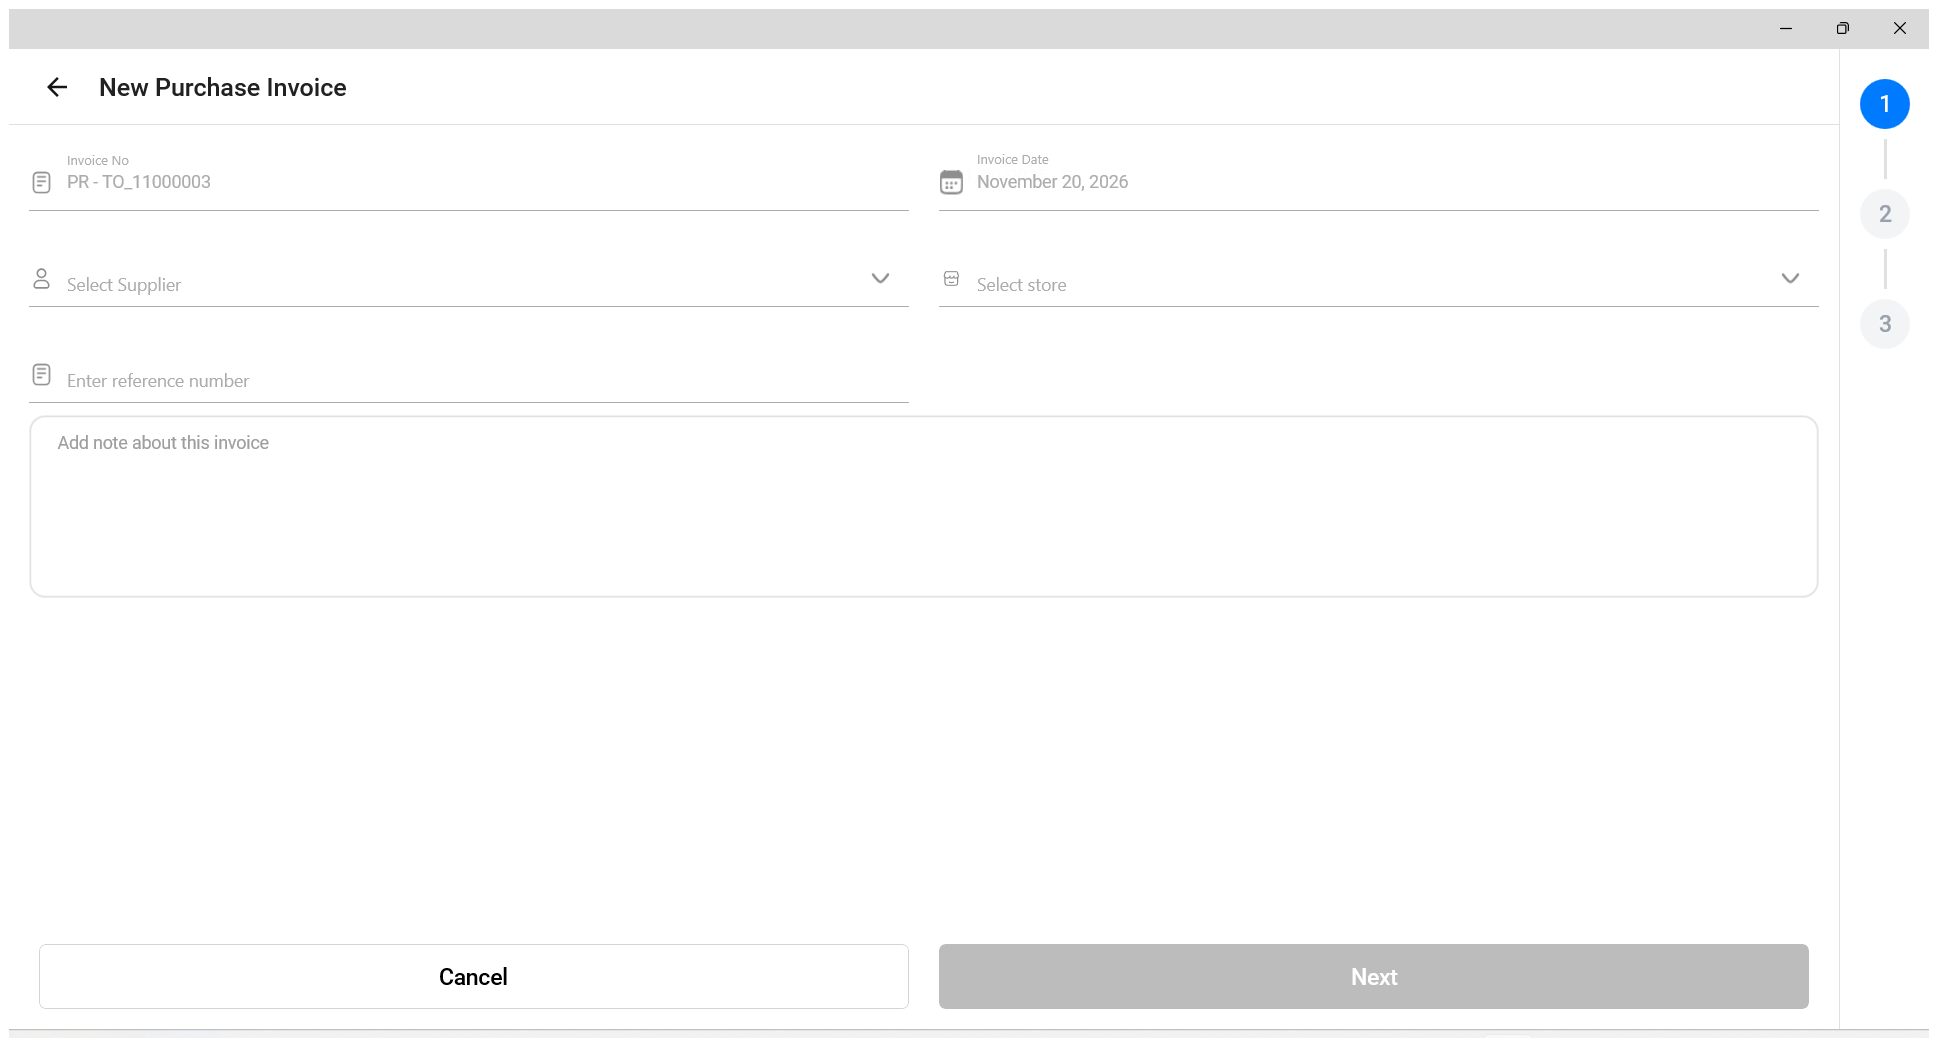 New Purchase Invoice
1
Invoice No
PR - TO_11000003
Invoice Date
November 20, 2026
2
Select Supplier
Select store
3
Enter reference number
Add note about this invoice
Cancel
Next